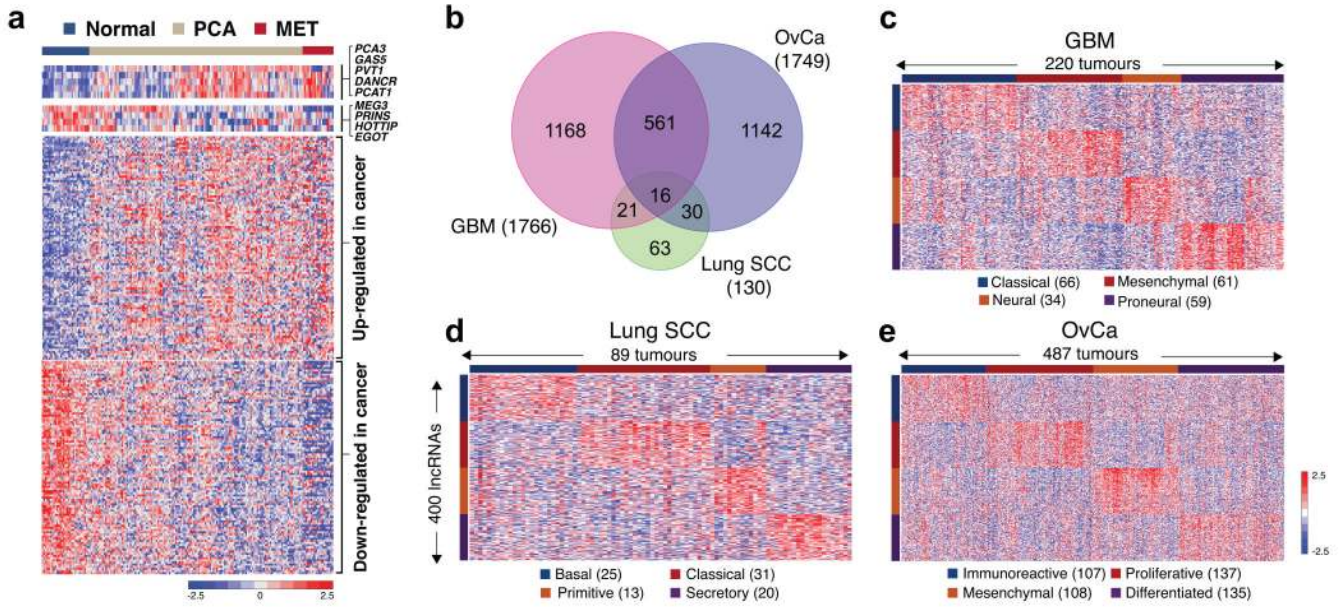 a
Normal PCA MET
PCA3
GAS5
PVT1
DANCR
PCAT1
MEG3
PRINS
HOTTIP
EGOT
Up-regulated in cancer
Down-regulated in cancer
-2.5 0 2.5
b
OvCa
(1749)
1168 561 1142
16
21 30
63
GBM (1766)
Lung SCC
(130)
c
GBM
220 tumours
Classical (66) Mesenchymal (61)
Neural (34) Proneural (59)
d
Lung SCC
89 tumours
400 lncRNAs
Basal (25) Classical (31)
Primitive (13) Secretory (20)
e
OvCa
487 tumours
2.5
-2.5
Immunoreactive (107) Proliferative (137)
Mesenchymal (108) Differentiated (135)